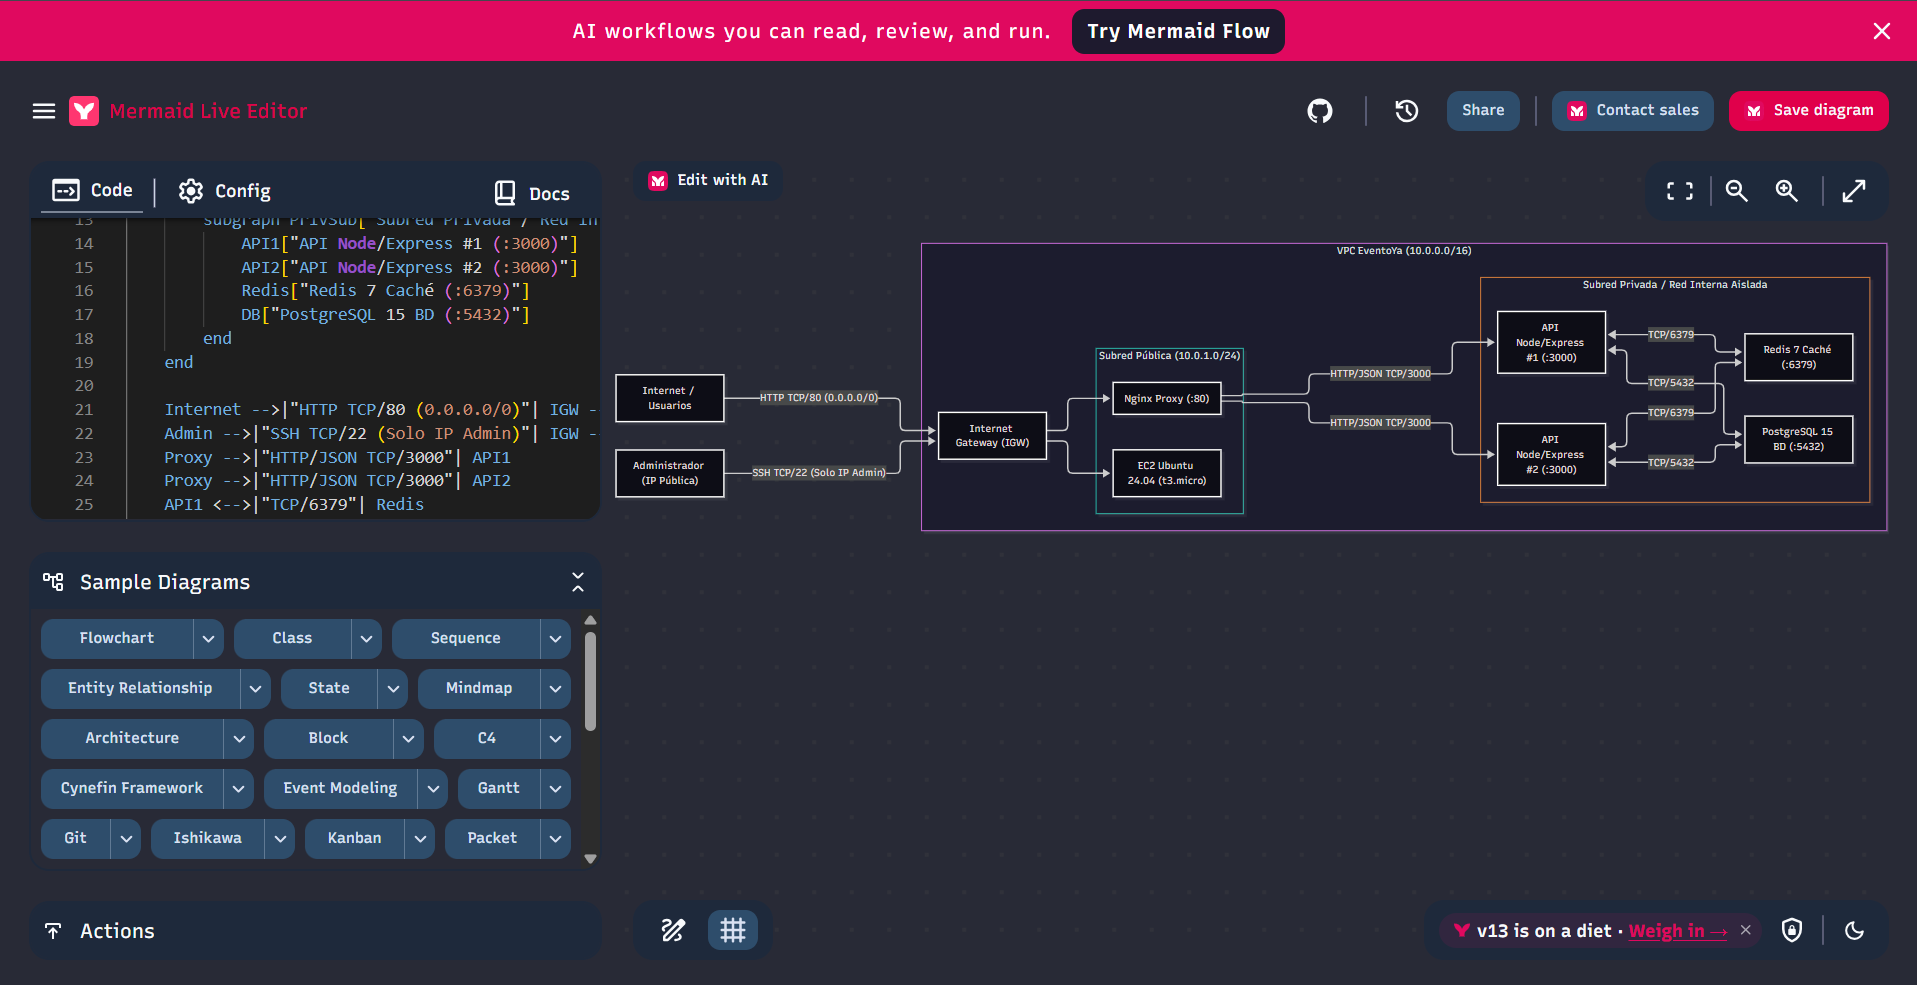 AI workflows you can read, review, and run.
Try Mermaid Flow
Mermaid Live Editor
Share
Contact sales
Save diagram
Code
Config
Docs
13 subgraph PrivSub["Subred Privada / Red In
14 API1["API Node/Express #1 (:3000)"]
15 API2["API Node/Express #2 (:3000)"]
16 Redis["Redis 7 Caché (:6379)"]
17 DB["PostgreSQL 15 BD (:5432)"]
18 end
19 end
20
21 Internet -->|"HTTP TCP/80 (0.0.0.0/0)"| IGW -
22 Admin -->|"SSH TCP/22 (Solo IP Admin)"| IGW -
23 Proxy -->|"HTTP/JSON TCP/3000"| API1
24 Proxy -->|"HTTP/JSON TCP/3000"| API2
25 API1 <-->|"TCP/6379"| Redis
Sample Diagrams
Flowchart
Class
Sequence
Entity Relationship
State
Mindmap
Architecture
Block
C4
Cynefin Framework
Event Modeling
Gantt
Git
Ishikawa
Kanban
Packet
Actions
Edit with AI
VPC EventoYa (10.0.0.0/16)
Subred Privada / Red Interna Aislada
Subred Pública (10.0.1.0/24)
Internet /
Usuarios
HTTP TCP/80 (0.0.0.0/0)
Administrador
(IP Pública)
SSH TCP/22 (Solo IP Admin)
Internet
Gateway (IGW)
Nginx Proxy (:80)
EC2 Ubuntu
24.04 (t3.micro)
HTTP/JSON TCP/3000
HTTP/JSON TCP/3000
API
Node/Express
#1 (:3000)
API
Node/Express
#2 (:3000)
TCP/6379
TCP/5432
TCP/6379
TCP/5432
Redis 7 Caché
(:6379)
PostgreSQL 15
BD (:5432)
v13 is on a diet · Weigh in →